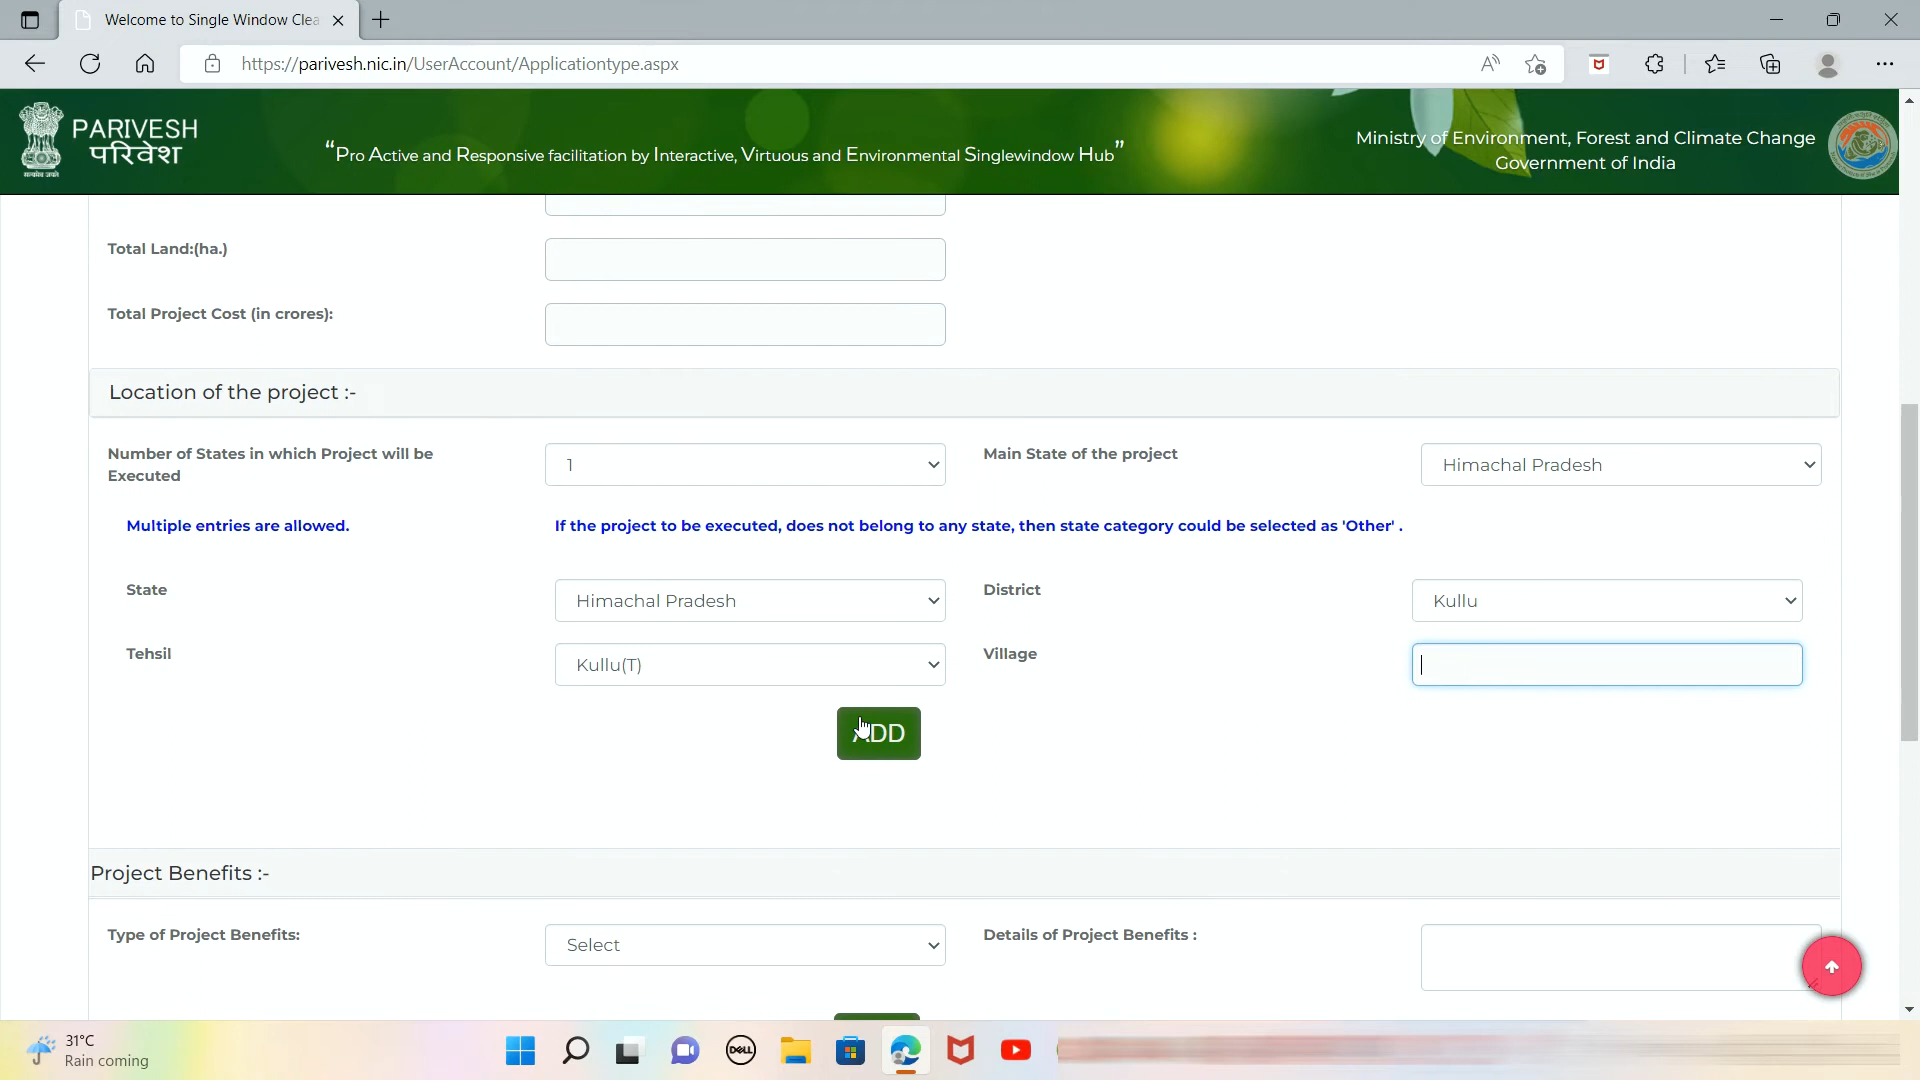 Welcome to Single Window Clea
https://parivesh.nic.in/UserAccount/Applicationtype.aspx
PARIVESH
परिवेश
सत्यमेव जयते
"Pro Active and Responsive facilitation by Interactive, Virtuous and Environmental Singlewindow Hub"
Ministry of Environment, Forest and Climate Change
Government of India
Total Land:(ha.)
Total Project Cost (in crores):
Location of the project :-
Number of States in which Project will be
Executed
1
Main State of the project
Himachal Pradesh
Multiple entries are allowed.
If the project to be executed, does not belong to any state, then state category could be selected as 'Other' .
State
Himachal Pradesh
District
Kullu
Tehsil
Kullu(T)
Village
ADD
Project Benefits :-
Type of Project Benefits:
Select
Details of Project Benefits :
31°C
Rain coming
DELL